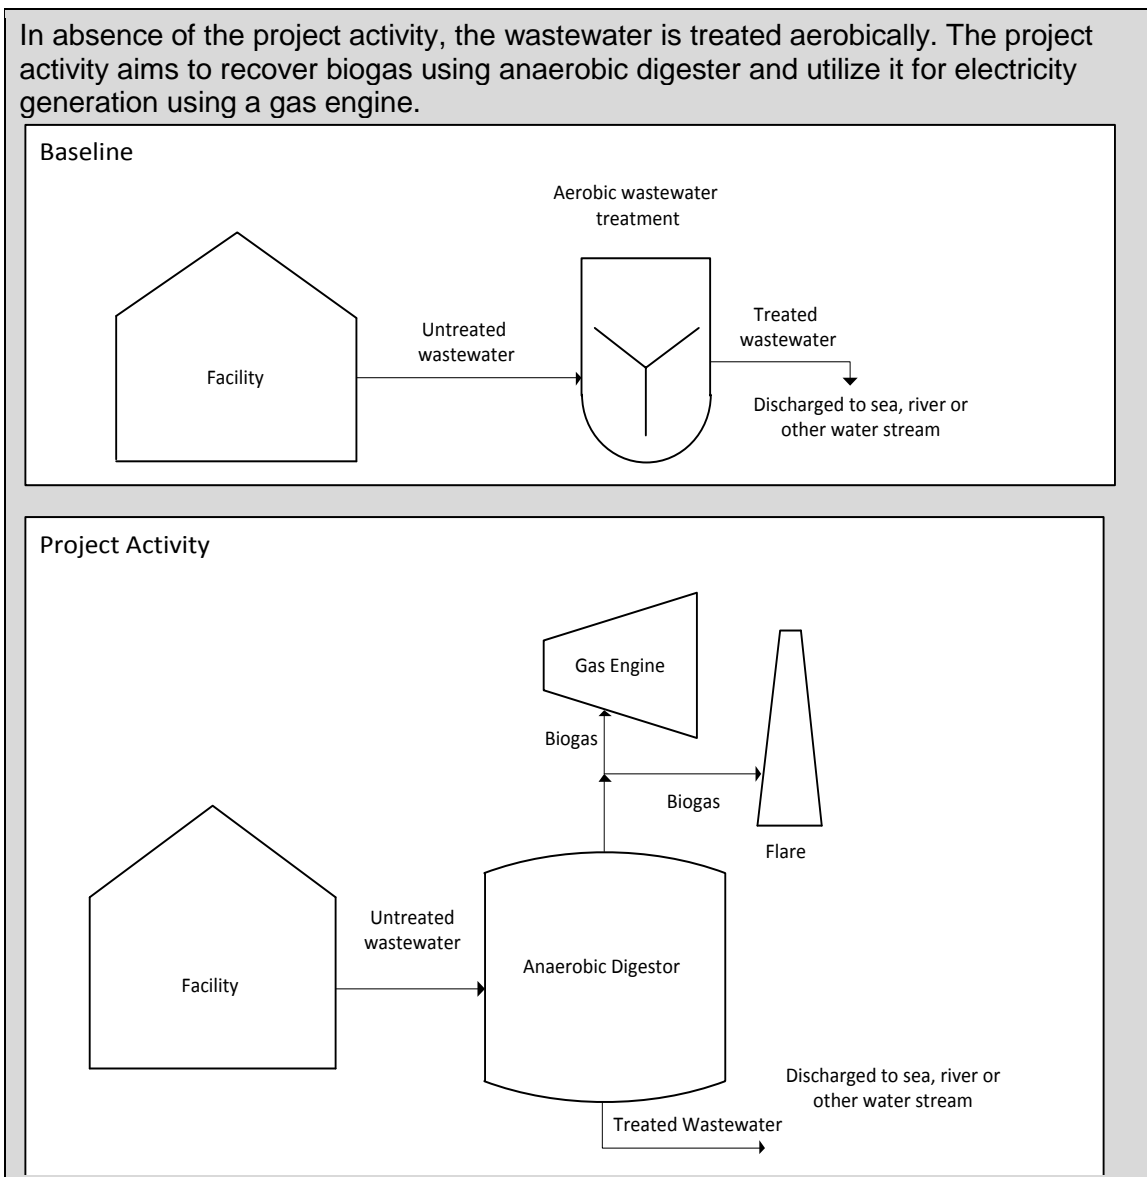 In absence of the project activity, the wastewater is treated aerobically. The project
activity aims to recover biogas using anaerobic digester and utilize it for electricity
generation using a gas engine.
Baseline
Aerobic wastewater
treatment
Untreated
wastewater
Treated
wastewater
Facility
Discharged to sea, river or
other water stream
Project Activity
Gas Engine
Biogas
Biogas
Flare
Untreated
wastewater
Anaerobic Digestor
Facility
Discharged to sea, river or
other water stream
Treated Wastewater